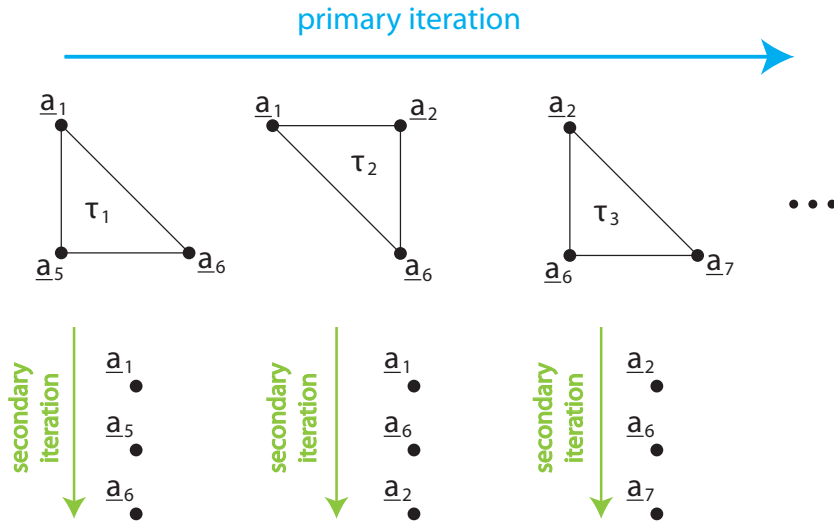 primary iteration
a1
a1
a2
a2
τ1
τ2
τ3
...
a5
a6
a6
a6
a7
secondary
iteration
a1
a5
a6
secondary
iteration
a1
a6
a2
secondary
iteration
a2
a6
a7